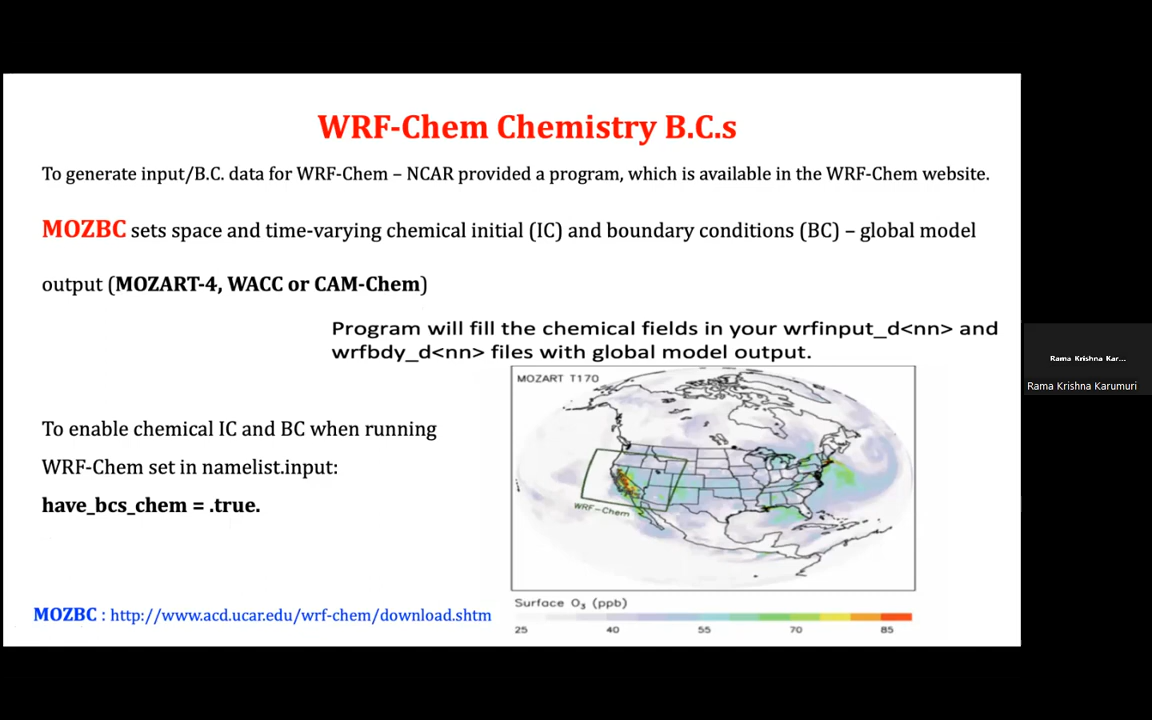 WRF-Chem Chemistry B.C.s
To generate input/B.C. data for WRF-Chem – NCAR provided a program, which is available in the WRF-Chem website.
MOZBC sets space and time-varying chemical initial (IC) and boundary conditions (BC) – global model
output (MOZART-4, WACC or CAM-Chem)
Program will fill the chemical fields in your wrfinput_d<nn> and
wrfbdy_d<nn> files with global model output.
MOZART T170
WRF-Chem
To enable chemical IC and BC when running
WRF-Chem set in namelist.input:
have_bcs_chem = .true.
Surface O3 (ppb)
25 40 55 70 85
MOZBC : http://www.acd.ucar.edu/wrf-chem/download.shtm
Rama Krishna Kar...
Rama Krishna Karumuri